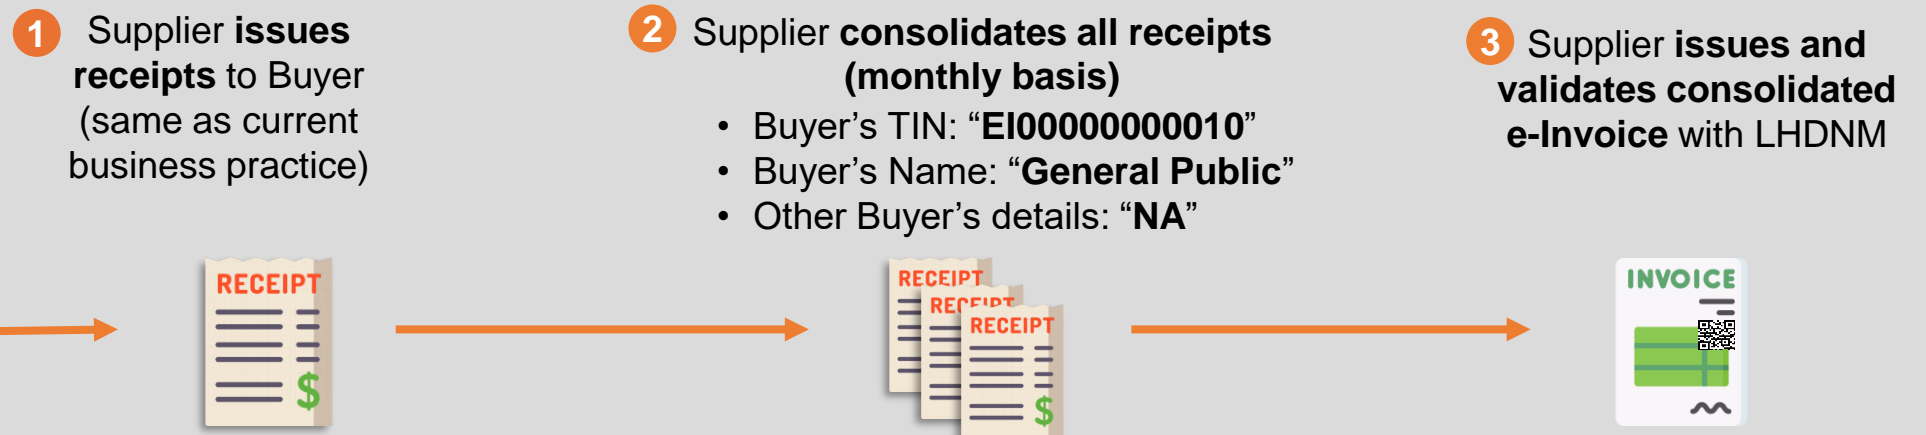 1
Supplier issues
receipts to Buyer
(same as current
business practice)
2
Supplier consolidates all receipts
(monthly basis)
• Buyer’s TIN: “EI00000000010”
• Buyer’s Name: “General Public”
• Other Buyer’s details: “NA”
3
Supplier issues and
validates consolidated
e-Invoice with LHDNM
RECEIPT
$
RECEIPT
RECEIPT
RECEIPT
$
INVOICE